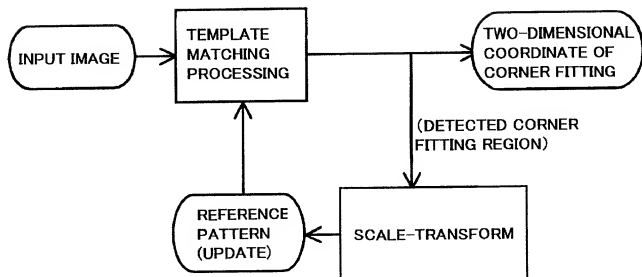 INPUT IMAGE
TEMPLATE
MATCHING
PROCESSING
TWO-DIMENSIONAL
COORDINATE OF
CORNER FITTING
(DETECTED CORNER
FITTING REGION)
REFERENCE
PATTERN
(UPDATE)
SCALE-TRANSFORM